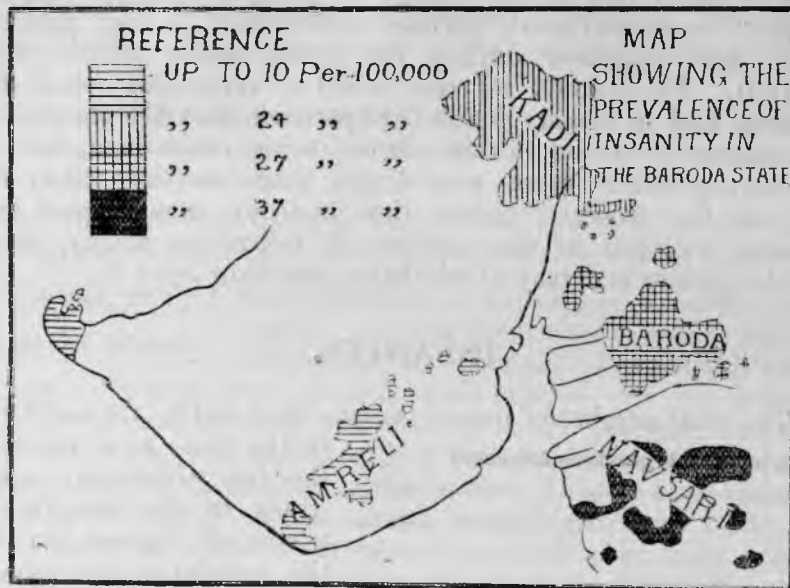 REFERENCE
UP TO 10 Per 100,000
„ 24 „ „
„ 27 „ „
„ 37 „ „
MAP
SHOWING THE
PREVALENCE OF
INSANITY IN
THE BARODA STATE
KADI
BARODA
AMRELI
NAVSARI